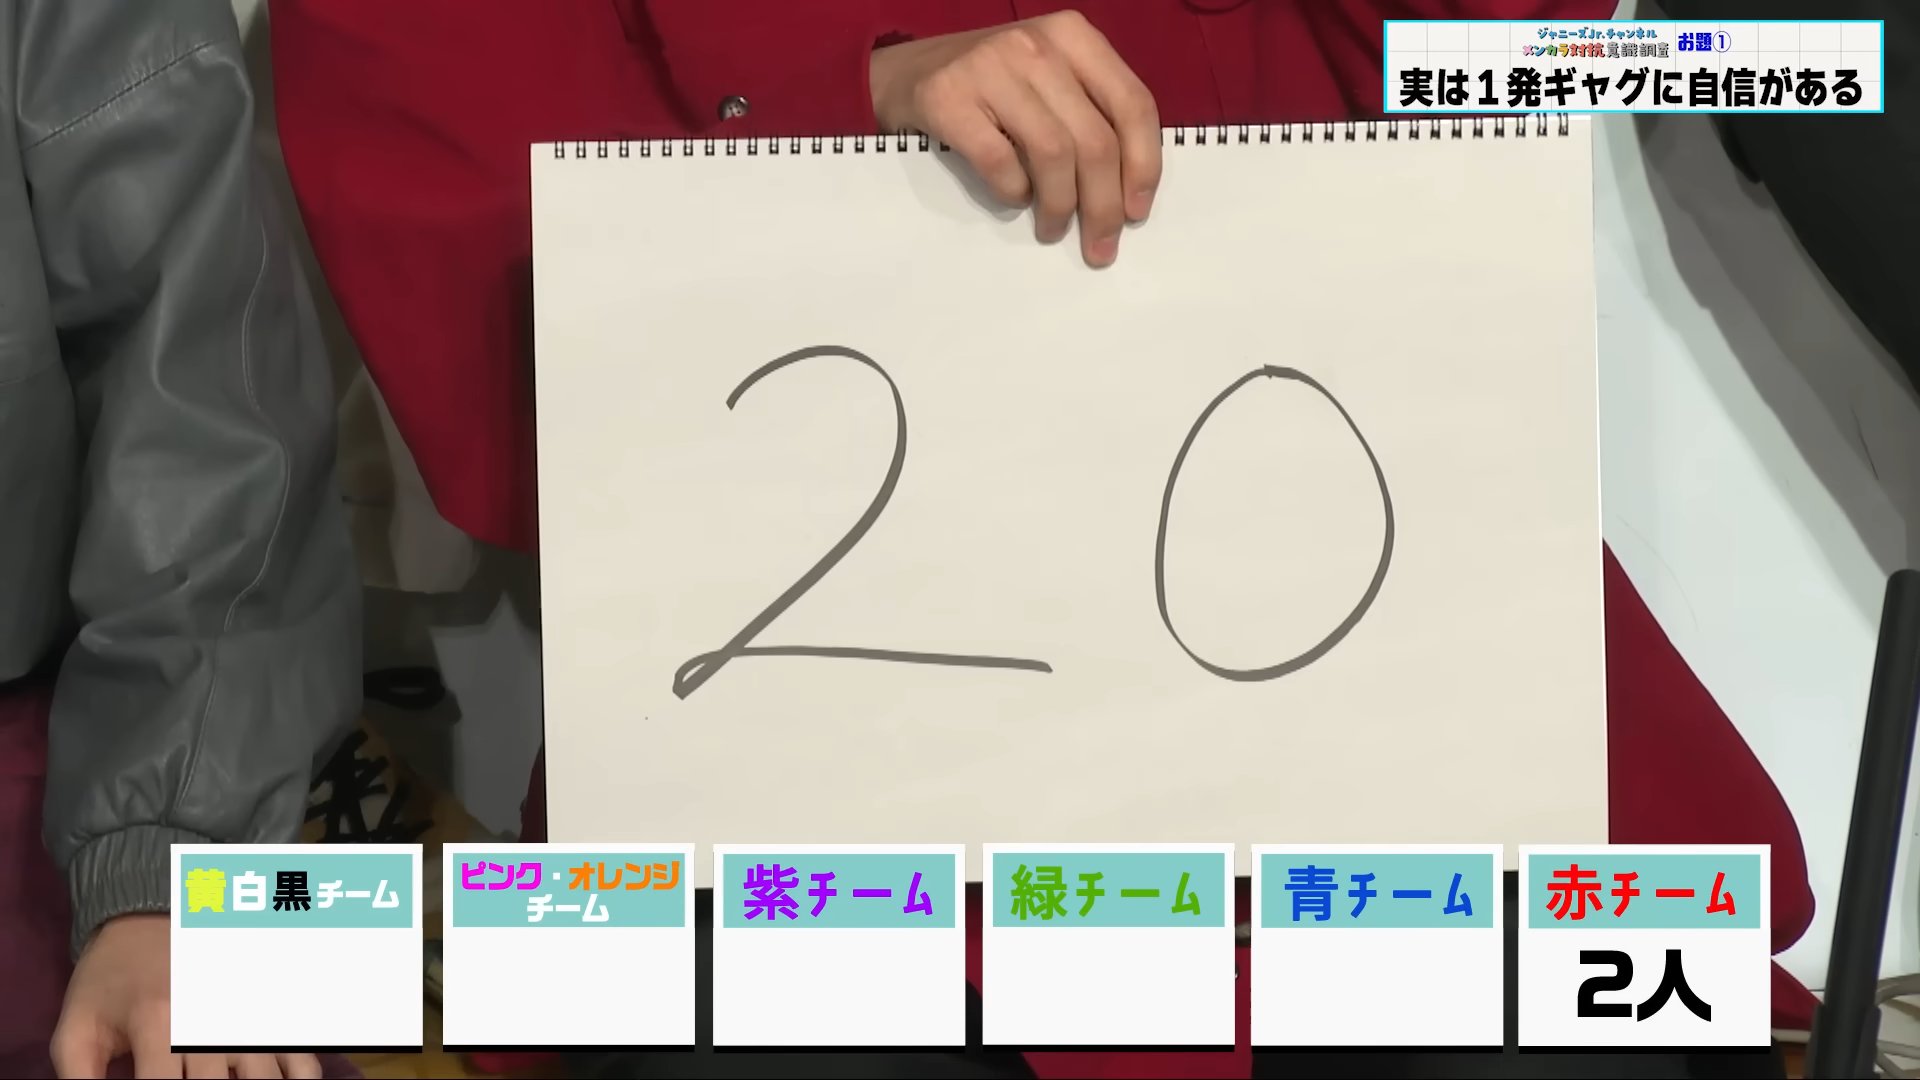 ジャニーズJr.チャンネル
メンカラ対抗意識調査 お題①
実は1発ギャグに自信がある
20
黄白黒チーム
ピンク・オレンジ
チーム
紫チーム
緑チーム
青チーム
赤チーム
2人